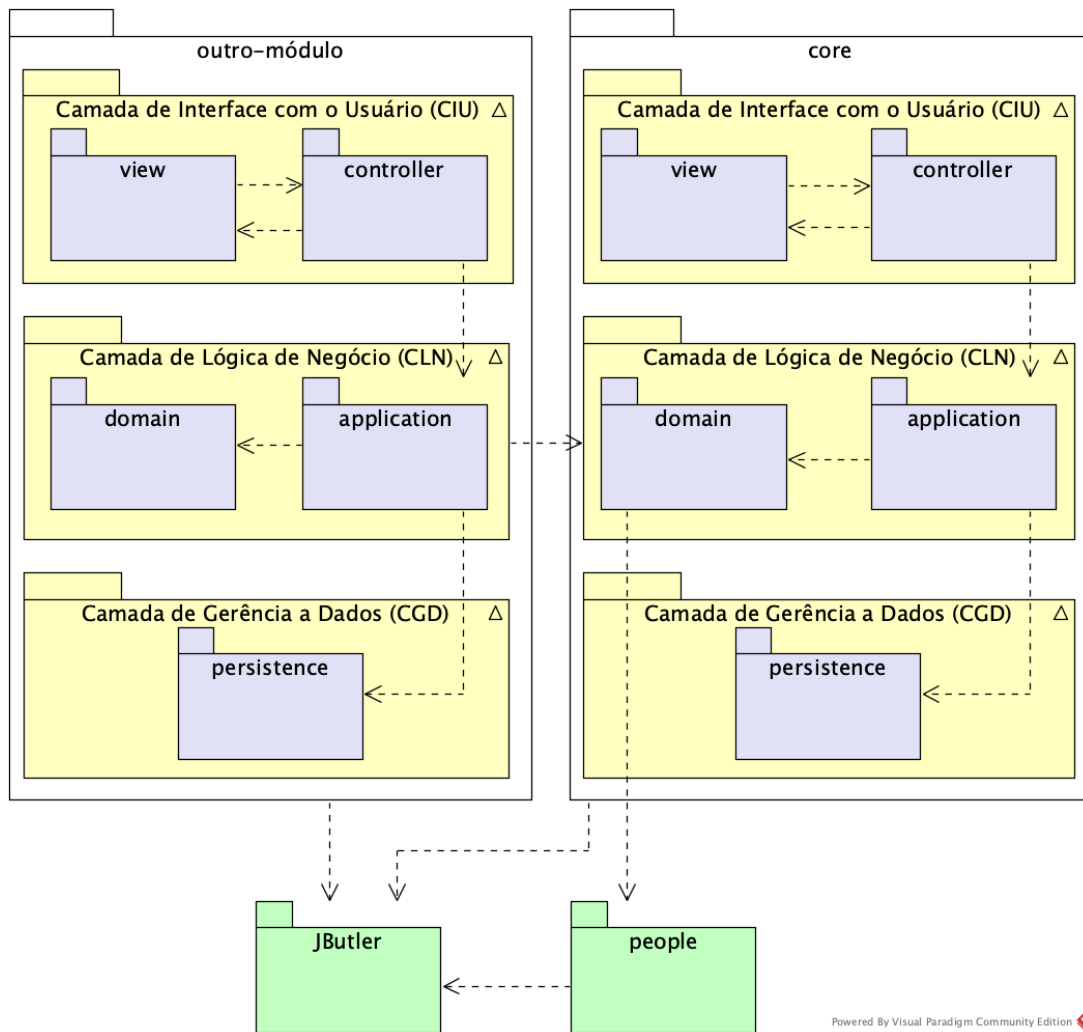 outro-módulo
Camada de Interface com o Usuário (CIU)
view
controller
Camada de Lógica de Negócio (CLN)
domain
application
Camada de Gerência a Dados (CGD)
persistence
core
Camada de Interface com o Usuário (CIU)
view
controller
Camada de Lógica de Negócio (CLN)
domain
application
Camada de Gerência a Dados (CGD)
persistence
JButler
people
Powered By Visual Paradigm Community Edition